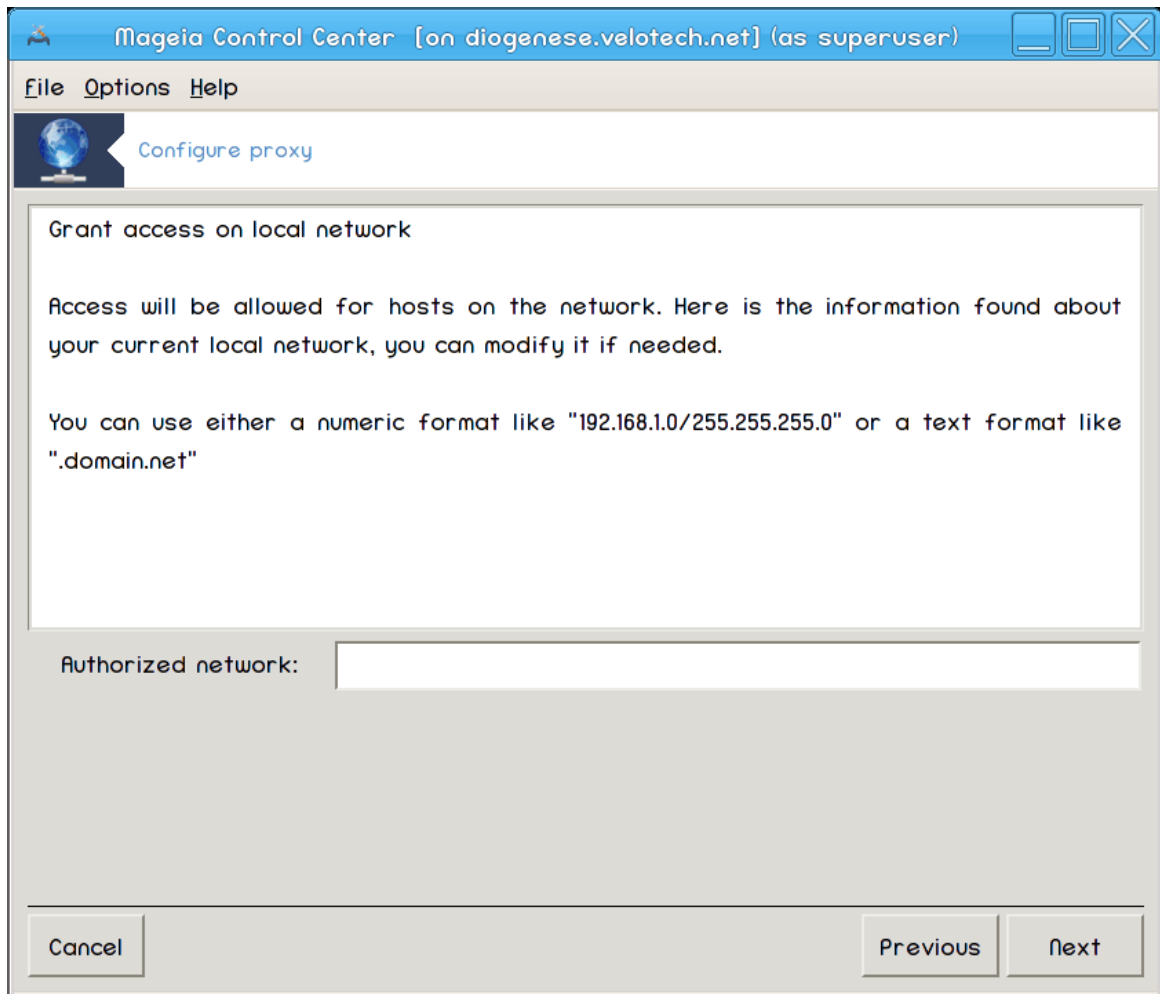 Mageia Control Center [on diogenese.velotech.net] (as superuser)
File Options Help
Configure proxy
Grant access on local network
Access will be allowed for hosts on the network. Here is the information found about
your current local network, you can modify it if needed.
You can use either a numeric format like "192.168.1.0/255.255.255.0" or a text format like
".domain.net"
Authorized network:
Cancel Previous Next